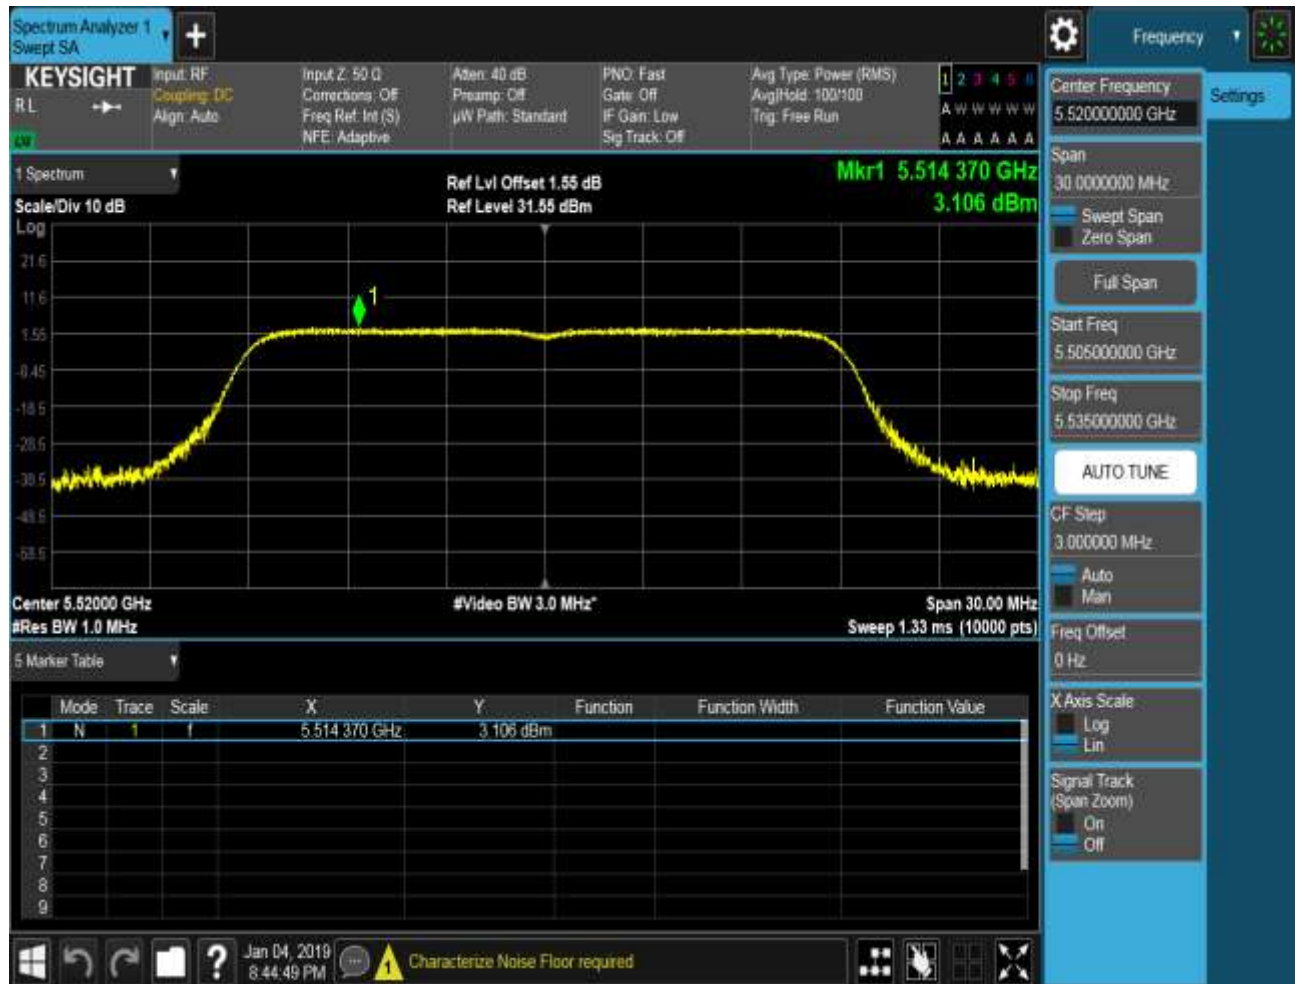 Spectrum Analyzer 1
Swept SA
+
Frequency
KEYSIGHT
RL
Input: RF
Coupling: DC
Align: Auto
Input Z: 50 Ω
Corrections: Off
Freq Ref: Int (S)
NFE: Adaptive
Atten: 40 dB
Preamp: Off
µW Path: Standard
PNO: Fast
Gate: Off
IF Gain: Low
Sig Track: Off
Avg Type: Power (RMS)
Avg|Hold: 100/100
Trig: Free Run
1 2 3 4 5 6
A W W W W W
A A A A A A
1 Spectrum
Scale/Div 10 dB
Ref Lvl Offset 1.55 dB
Ref Level 31.55 dBm
Mkr1 5.514 370 GHz
3.106 dBm
Log
21.6
11.6
1.55
-8.45
-18.5
-28.5
-38.5
-48.5
-58.5
1
Center 5.52000 GHz
#Res BW 1.0 MHz
#Video BW 3.0 MHz*
Span 30.00 MHz
Sweep 1.33 ms (10000 pts)
5 Marker Table
Mode Trace Scale X Y Function Function Width Function Value
1 N 1 f 5.514 370 GHz 3.106 dBm
2
3
4
5
6
7
8
9
Jan 04, 2019
8:44:49 PM
?
1
Characterize Noise Floor required
Center Frequency
5.520000000 GHz
Settings
Span
30.0000000 MHz
Swept Span
Zero Span
Full Span
Start Freq
5.505000000 GHz
Stop Freq
5.535000000 GHz
AUTO TUNE
CF Step
3.000000 MHz
Auto
Man
Freq Offset
0 Hz
X Axis Scale
Log
Lin
Signal Track
(Span Zoom)
On
Off